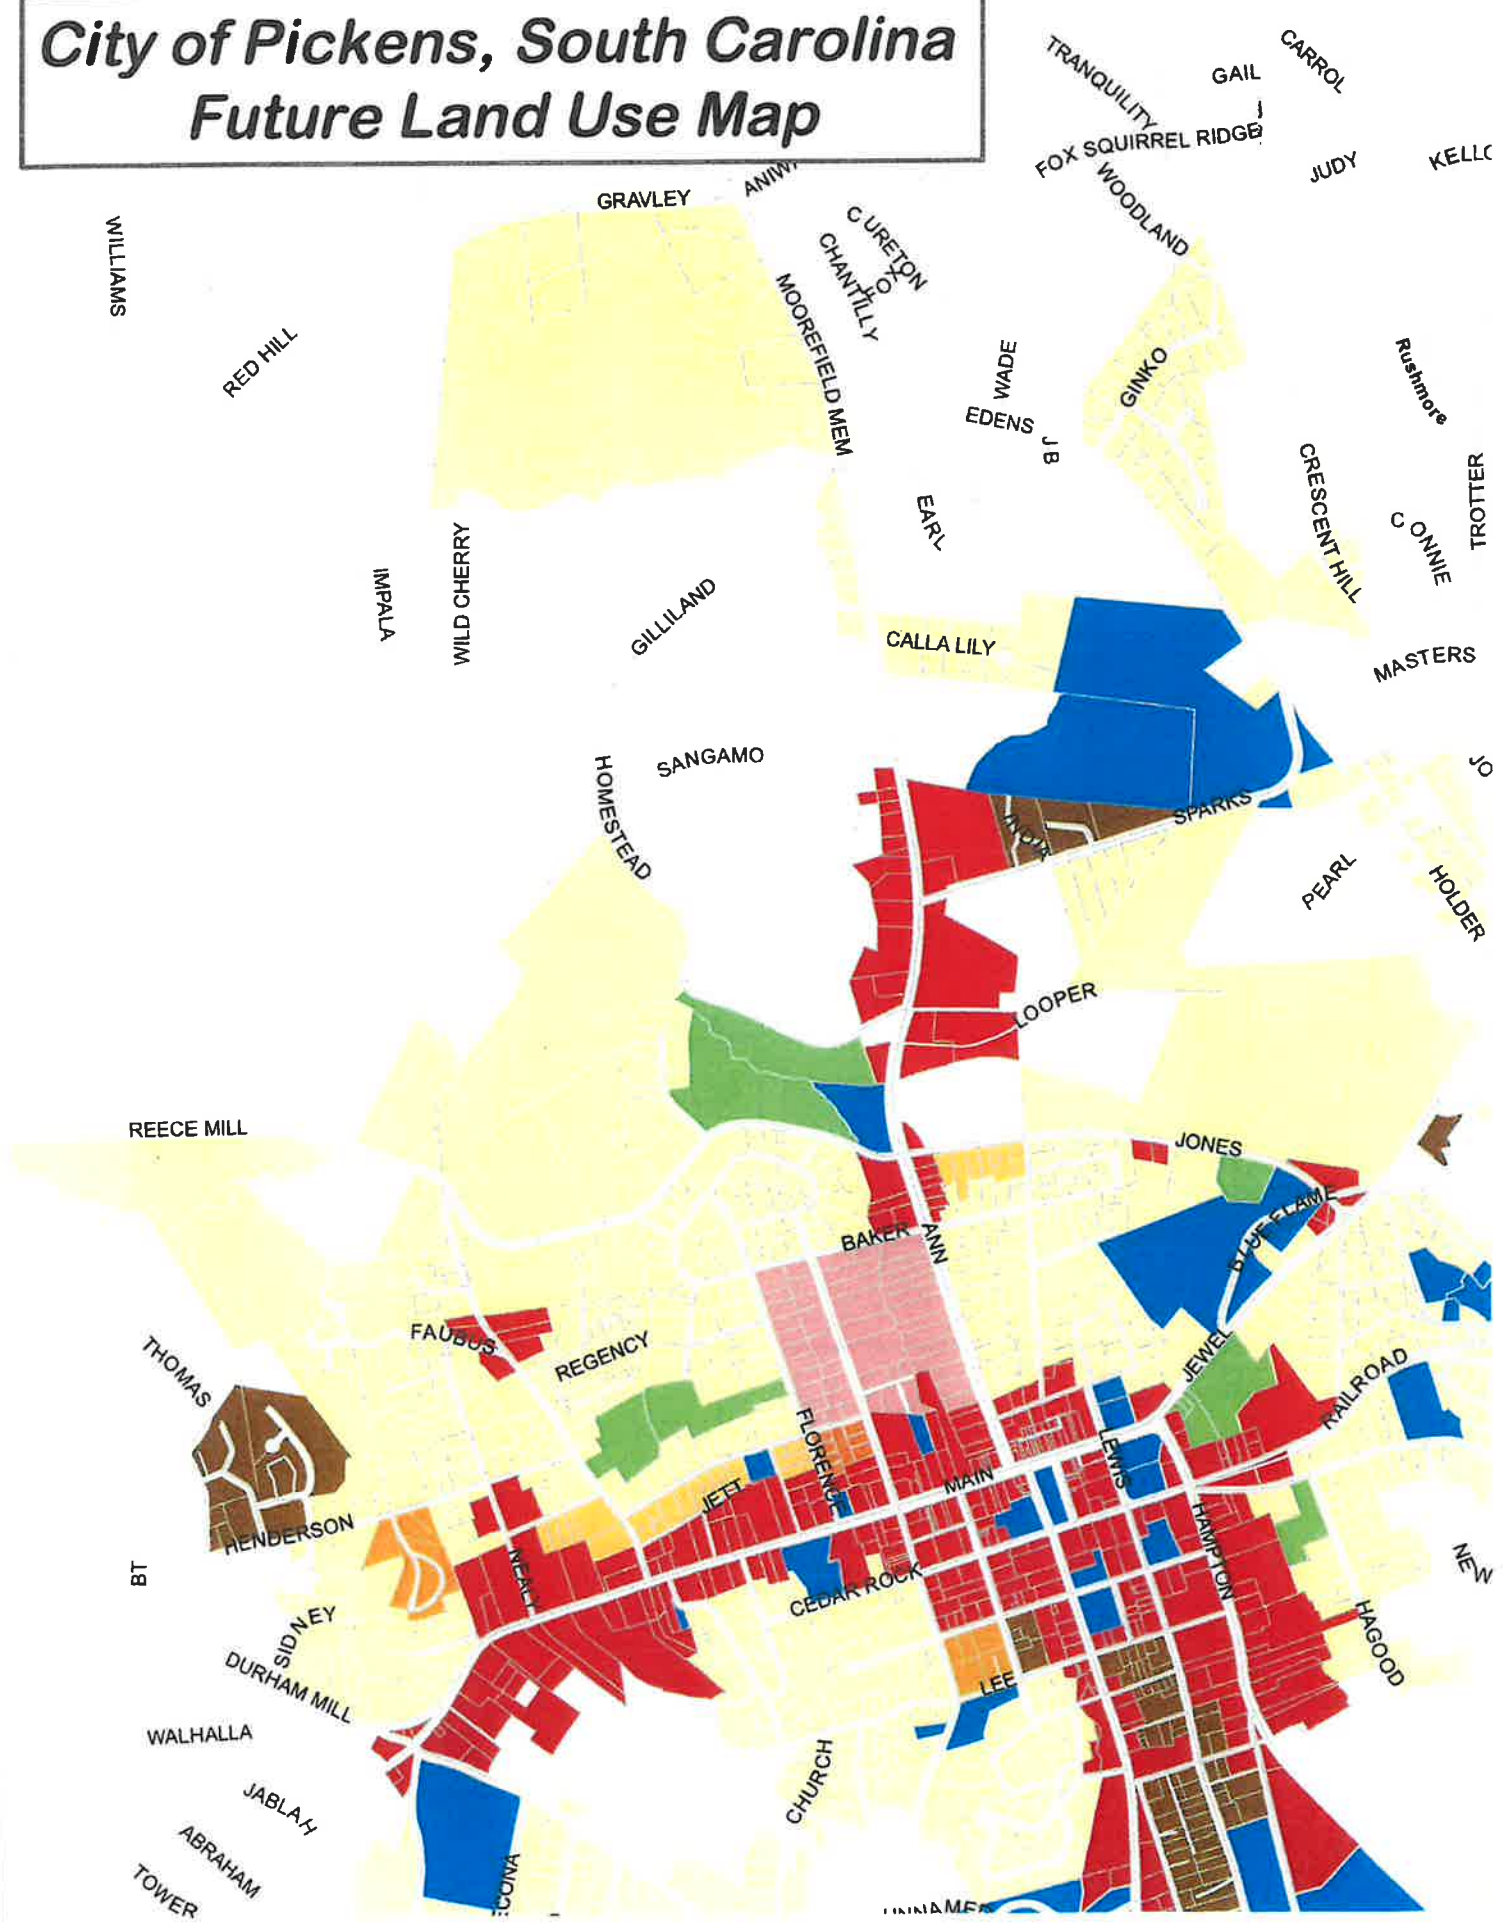 City of Pickens, South Carolina
Future Land Use Map
TRANQUILITY
GAIL
CARROL
J
FOX SQUIRREL RIDGE
JUDY
WOODLAND
GRAVLEY
WILLIAMS
CURETON
CHANTILLY
FOX
MOOREFIELD MEM
RED HILL
WADE
GINKO
Rushmore
EDENS
J B
CRESCENT HILL
TROTTER
EARL
CONNIE
IMPALA
WILD CHERRY
GILLILAND
CALLA LILY
MASTERS
HOMESTEAD
SANGAMO
JO
SPARKS
PEARL
HOLDER
LOOPER
REECE MILL
JONES
BLUE FLAME
BAKER
ANN
FAUBUS
REGENCY
THOMAS
JEWEL
RAILROAD
FLORENCE
LEWIS
MAIN
JETT
HENDERSON
HAMPTON
NEALY
NEW
BT
CEDAR ROCK
SIDNEY
HAGOOD
DURHAM MILL
LEE
WALHALLA
CHURCH
JABLAH
ABRAHAM
TOWER